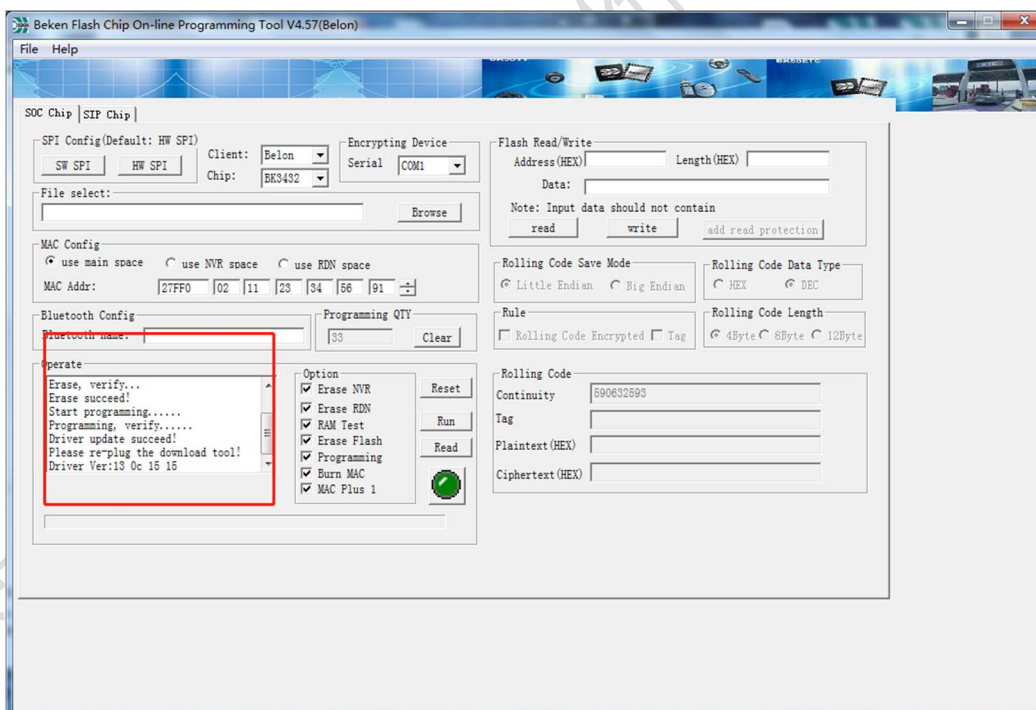 Beken Flash Chip On-line Programming Tool V4.57(Belon)
File Help
SOC Chip SIP Chip
SPI Config(Default: HW SPI)
SW SPI HW SPI
Client: Belon
Chip: BK3432
Encrypting Device
Serial COM1
File select:
Browse
MAC Config
use main space use NVR space use RDN space
MAC Addr: 27FF0 02 11 23 34 56 91
Bluetooth Config
Bluetooth name:
Programming QTY
33 Clear
Operate
Erase, verify...
Erase succeed!
Start programming......
Programming, verify......
Driver update succeed!
Please re-plug the download tool!
Driver Ver:13 0c 15 15
Option
Erase NVR
Erase RDN
RAM Test
Erase Flash
Programming
Burn MAC
MAC Plus 1
Reset
Run
Read
Flash Read/Write
Address(HEX) Length(HEX)
Data:
Note: Input data should not contain
read write add read protection
Rolling Code Save Mode
Little Endian Big Endian
Rolling Code Data Type
HEX DEC
Rule
Rolling Code Encrypted Tag
Rolling Code Length
4Byte 8Byte 12Byte
Rolling Code
Continuity 590632593
Tag
Plaintext(HEX)
Ciphertext(HEX)